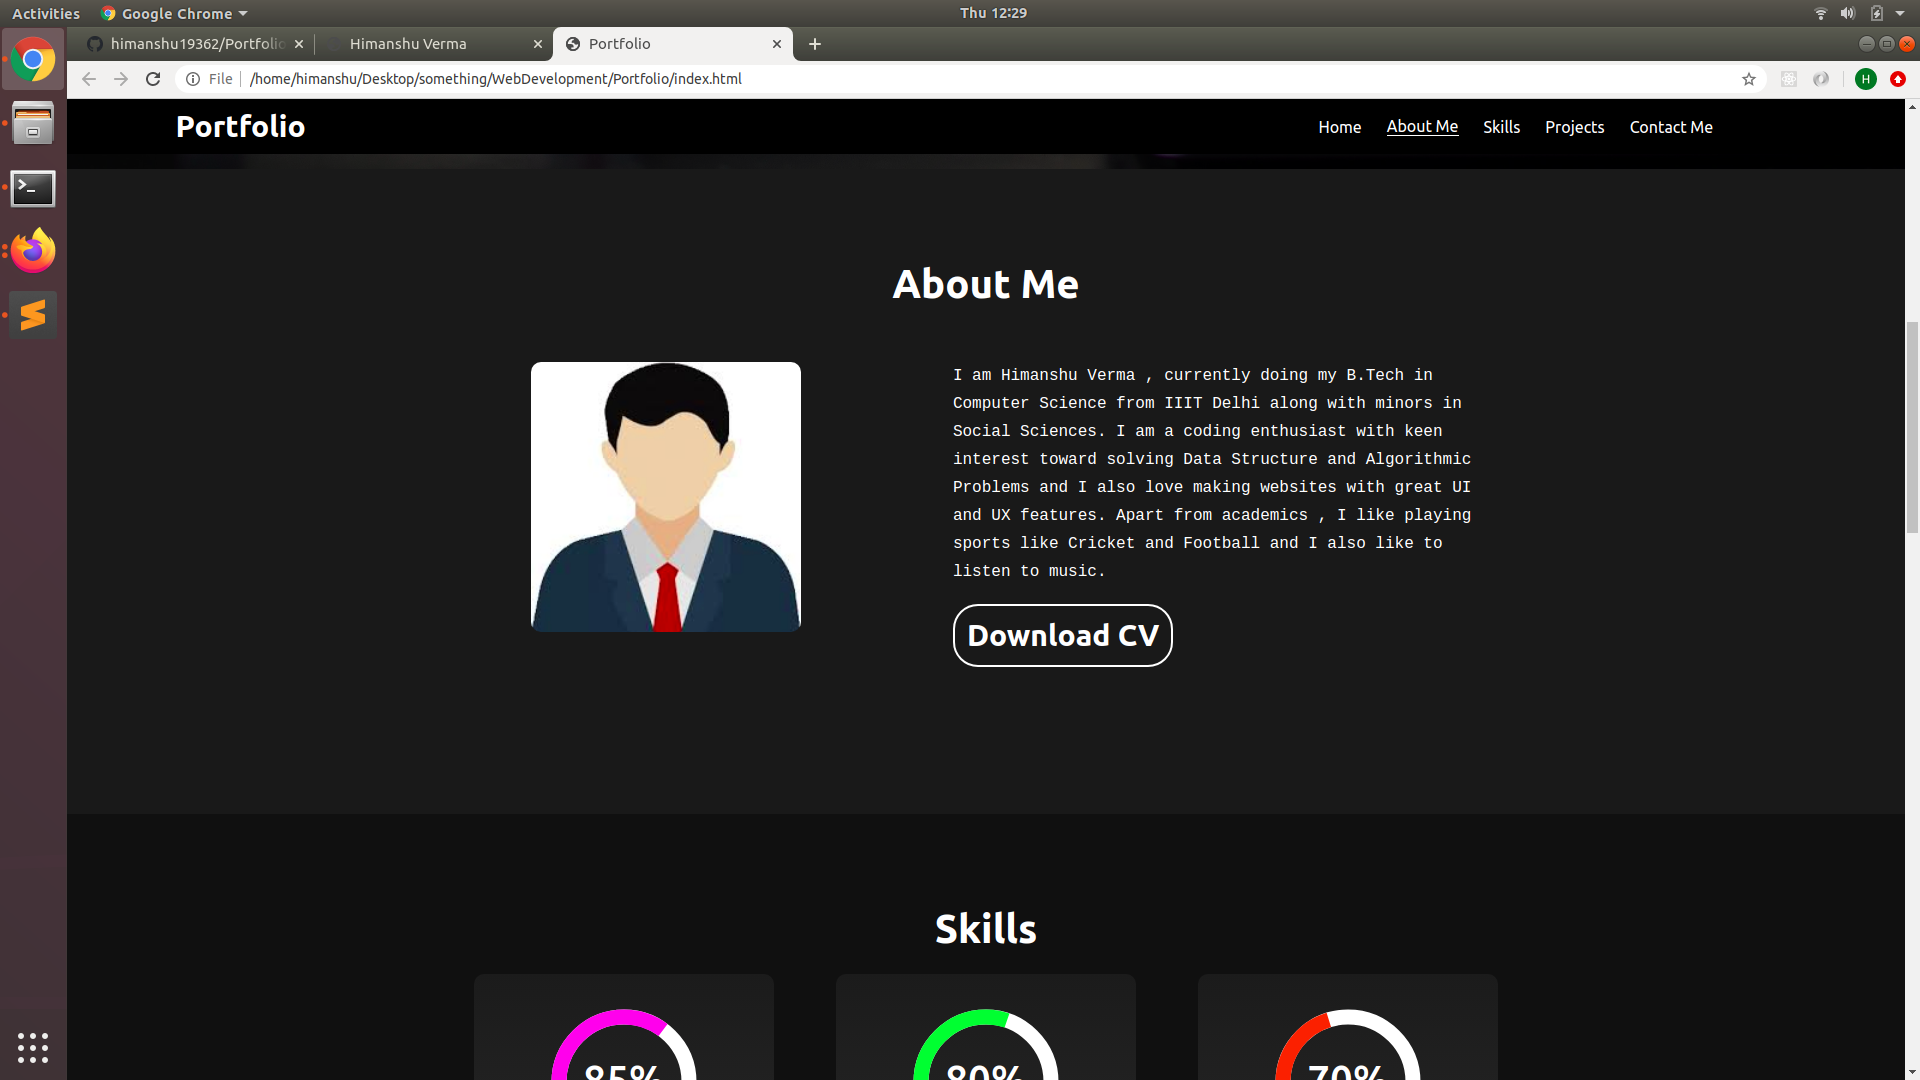 Activities
Google Chrome
Thu 12:29
himanshu19362/Portfolio
Himanshu Verma
Portfolio
File
/home/himanshu/Desktop/something/WebDevelopment/Portfolio/index.html
H
Portfolio
Home
About Me
Skills
Projects
Contact Me
About Me
I am Himanshu Verma , currently doing my B.Tech in
Computer Science from IIIT Delhi along with minors in
Social Sciences. I am a coding enthusiast with keen
interest toward solving Data Structure and Algorithmic
Problems and I also love making websites with great UI
and UX features. Apart from academics , I like playing
sports like Cricket and Football and I also like to
listen to music.
Download CV
Skills
85%
80%
70%